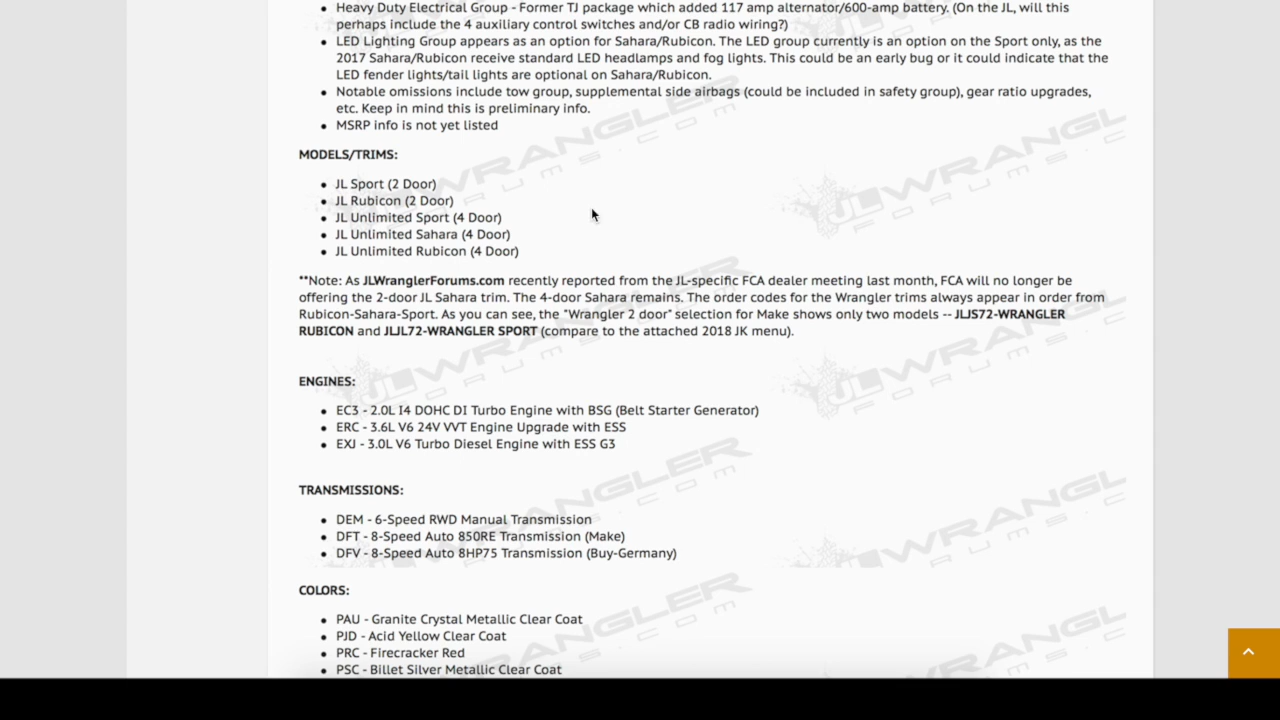 Heavy Duty Electrical Group - Former TJ package which added 117 amp alternator/600-amp battery. (On the JL, will this
perhaps include the 4 auxiliary control switches and/or CB radio wiring?)
LED Lighting Group appears as an option for Sahara/Rubicon. The LED group currently is an option on the Sport only, as the
2017 Sahara/Rubicon receive standard LED headlamps and fog lights. This could be an early bug or it could indicate that the
LED fender lights/tail lights are optional on Sahara/Rubicon.
Notable omissions include tow group, supplemental side airbags (could be included in safety group), gear ratio upgrades,
etc. Keep in mind this is preliminary info.
MSRP info is not yet listed
MODELS/TRIMS:
JL Sport (2 Door)
JL Rubicon (2 Door)
JL Unlimited Sport (4 Door)
JL Unlimited Sahara (4 Door)
JL Unlimited Rubicon (4 Door)
**Note: As JLWranglerForums.com recently reported from the JL-specific FCA dealer meeting last month, FCA will no longer be
offering the 2-door JL Sahara trim. The 4-door Sahara remains. The order codes for the Wrangler trims always appear in order from
Rubicon-Sahara-Sport. As you can see, the "Wrangler 2 door" selection for Make shows only two models -- JLJS72-WRANGLER
RUBICON and JLJL72-WRANGLER SPORT (compare to the attached 2018 JK menu).
ENGINES:
EC3 - 2.0L I4 DOHC DI Turbo Engine with BSG (Belt Starter Generator)
ERC - 3.6L V6 24V VVT Engine Upgrade with ESS
EXJ - 3.0L V6 Turbo Diesel Engine with ESS G3
TRANSMISSIONS:
DEM - 6-Speed RWD Manual Transmission
DFT - 8-Speed Auto 850RE Transmission (Make)
DFV - 8-Speed Auto 8HP75 Transmission (Buy-Germany)
COLORS:
PAU - Granite Crystal Metallic Clear Coat
PJD - Acid Yellow Clear Coat
PRC - Firecracker Red
PSC - Billet Silver Metallic Clear Coat